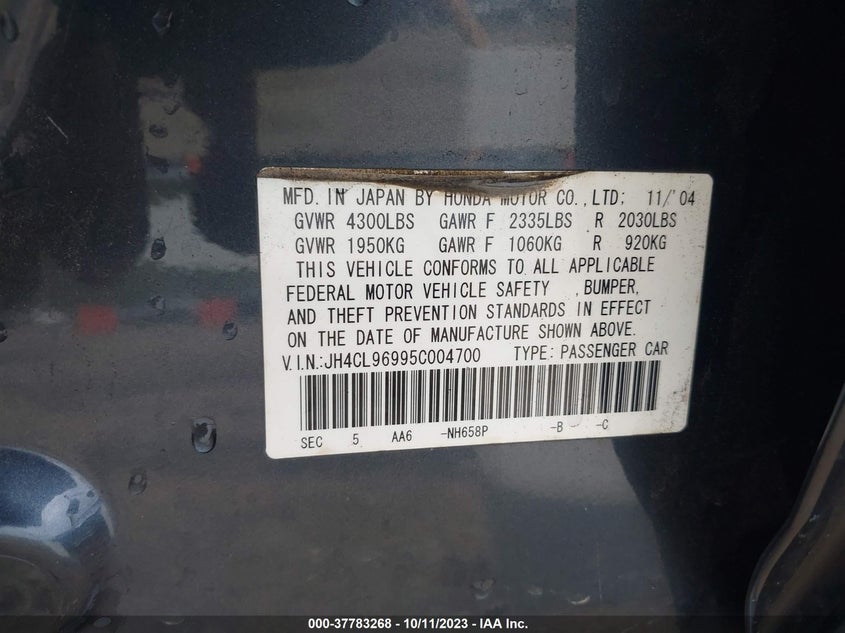 MFD. IN JAPAN BY HONDA MOTOR CO.,LTD; 11/'04
GVWR 4300LBS GAWR F 2335LBS R 2030LBS
GVWR 1950KG GAWR F 1060KG R 920KG
THIS VEHICLE CONFORMS TO ALL APPLICABLE
FEDERAL MOTOR VEHICLE SAFETY ,BUMPER,
AND THEFT PREVENTION STANDARDS IN EFFECT
ON THE DATE OF MANUFACTURE SHOWN ABOVE.
V.I.N.:JH4CL96995C004700 TYPE: PASSENGER CAR
SEC 5 AA6 -NH658P -B -C
000-37783268 - 10/11/2023 - IAA Inc.